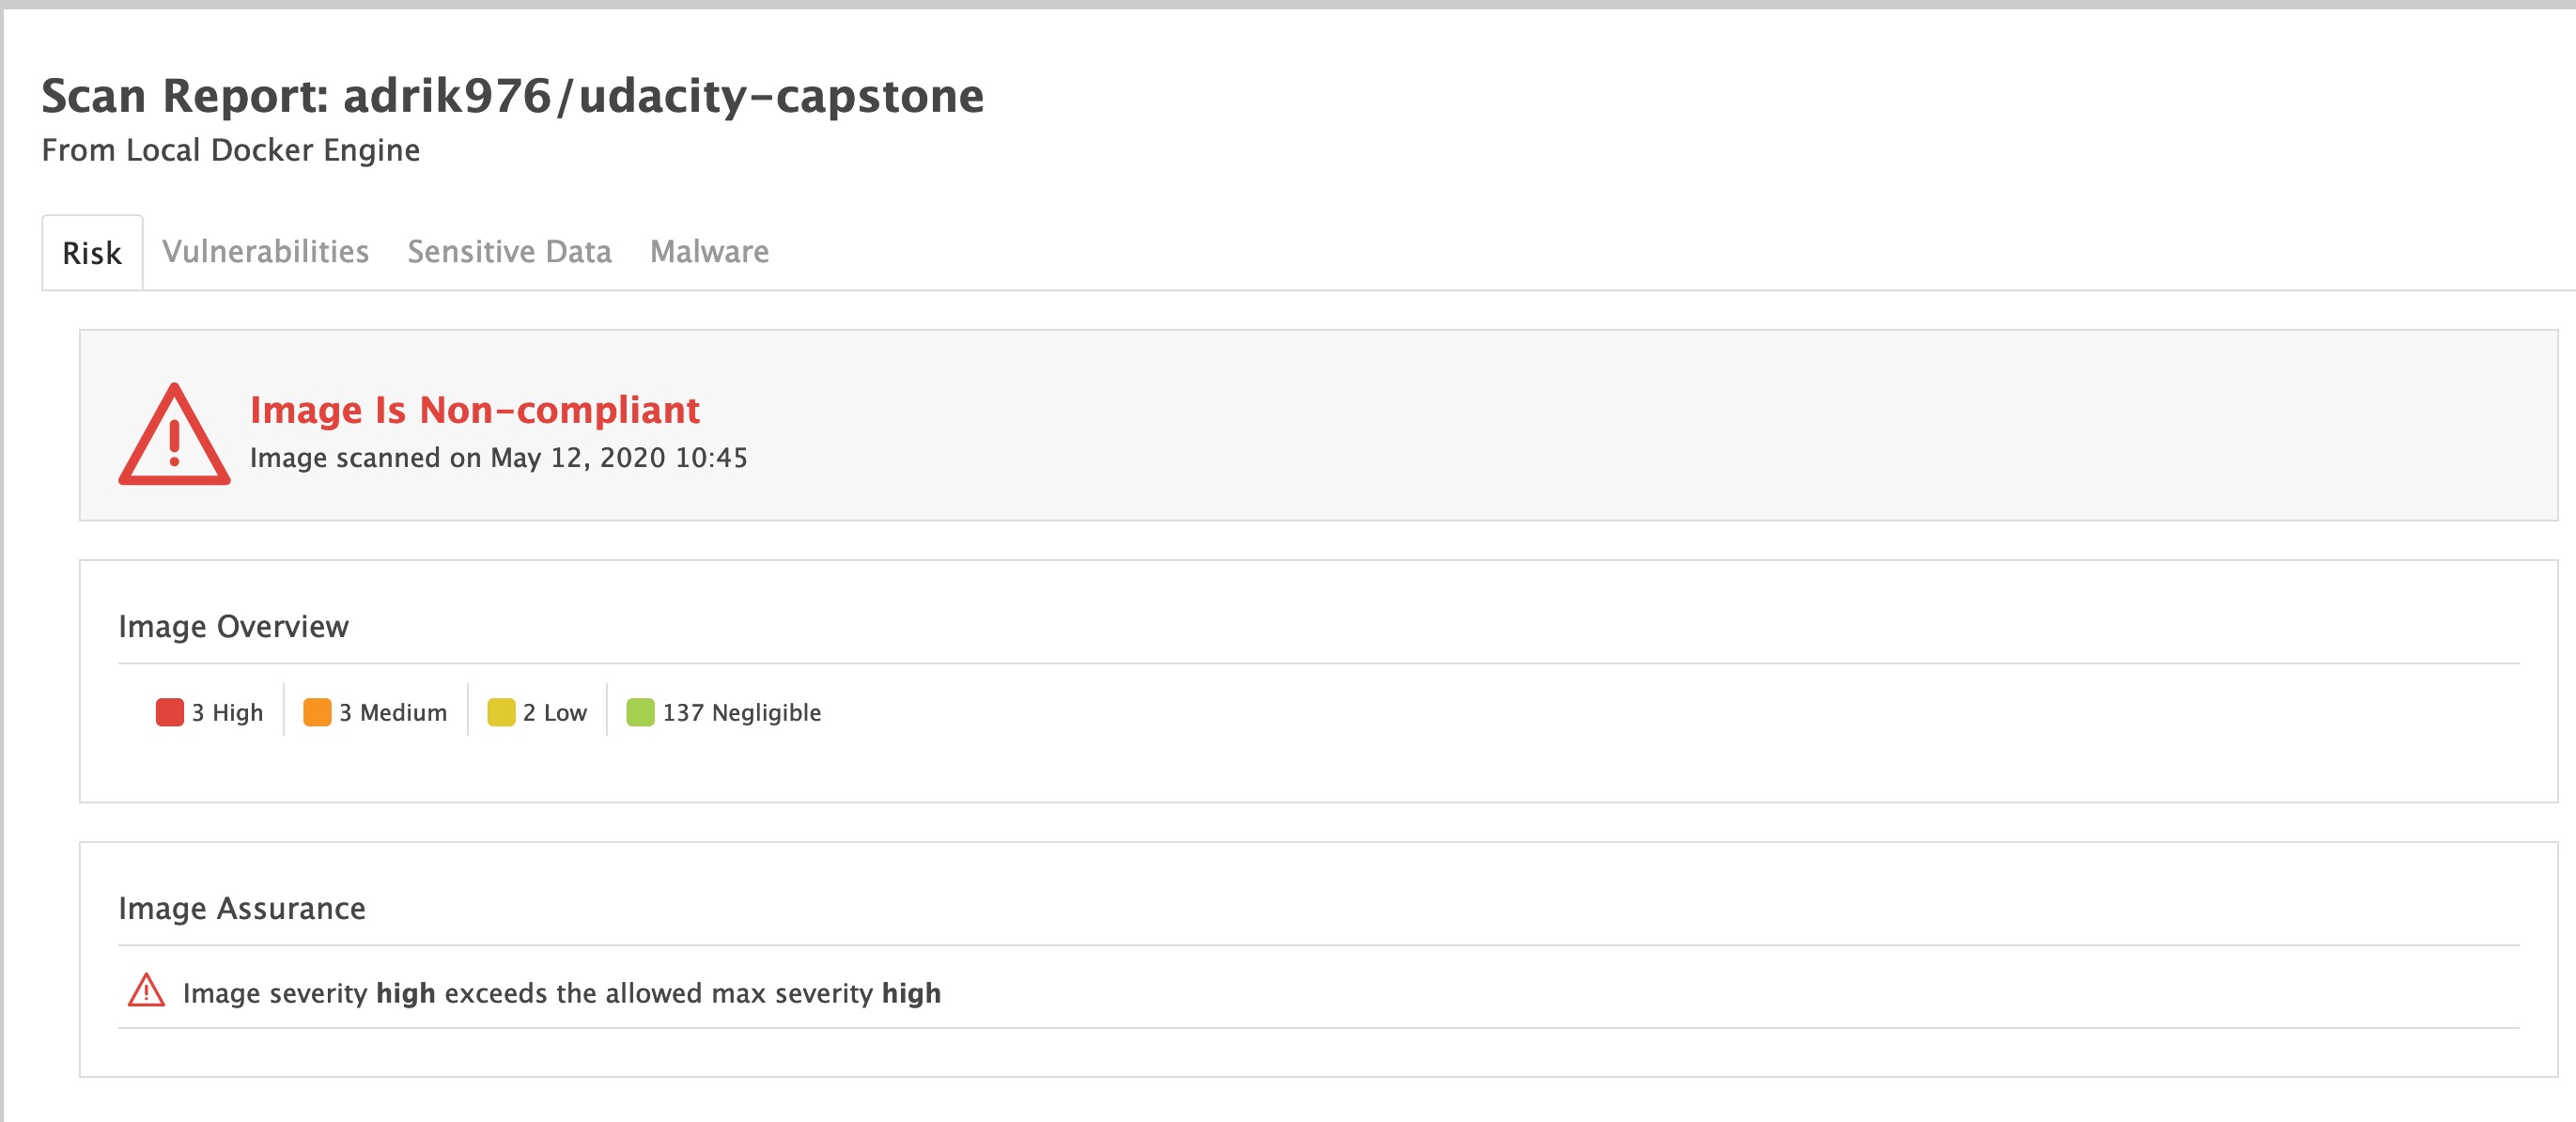 Scan Report: adrik976/udacity-capstone
From Local Docker Engine
Risk Vulnerabilities Sensitive Data Malware
Image Is Non-compliant
Image scanned on May 12, 2020 10:45
Image Overview
3 High 3 Medium 2 Low 137 Negligible
Image Assurance
Image severity high exceeds the allowed max severity high